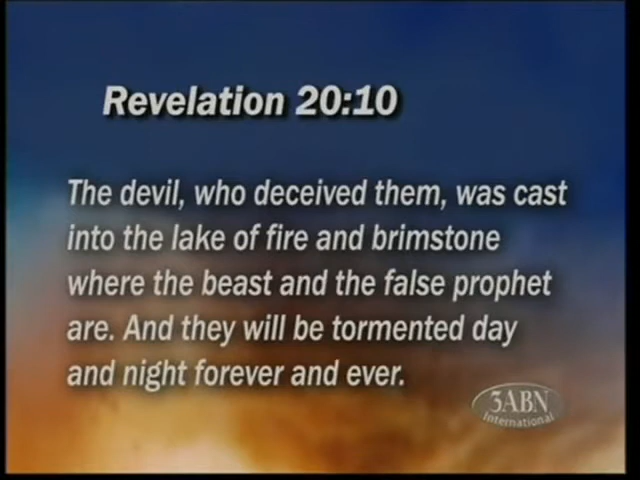 Revelation 20:10
The devil, who deceived them, was cast
into the lake of fire and brimstone
where the beast and the false prophet
are. And they will be tormented day
and night forever and ever.
3ABN
International